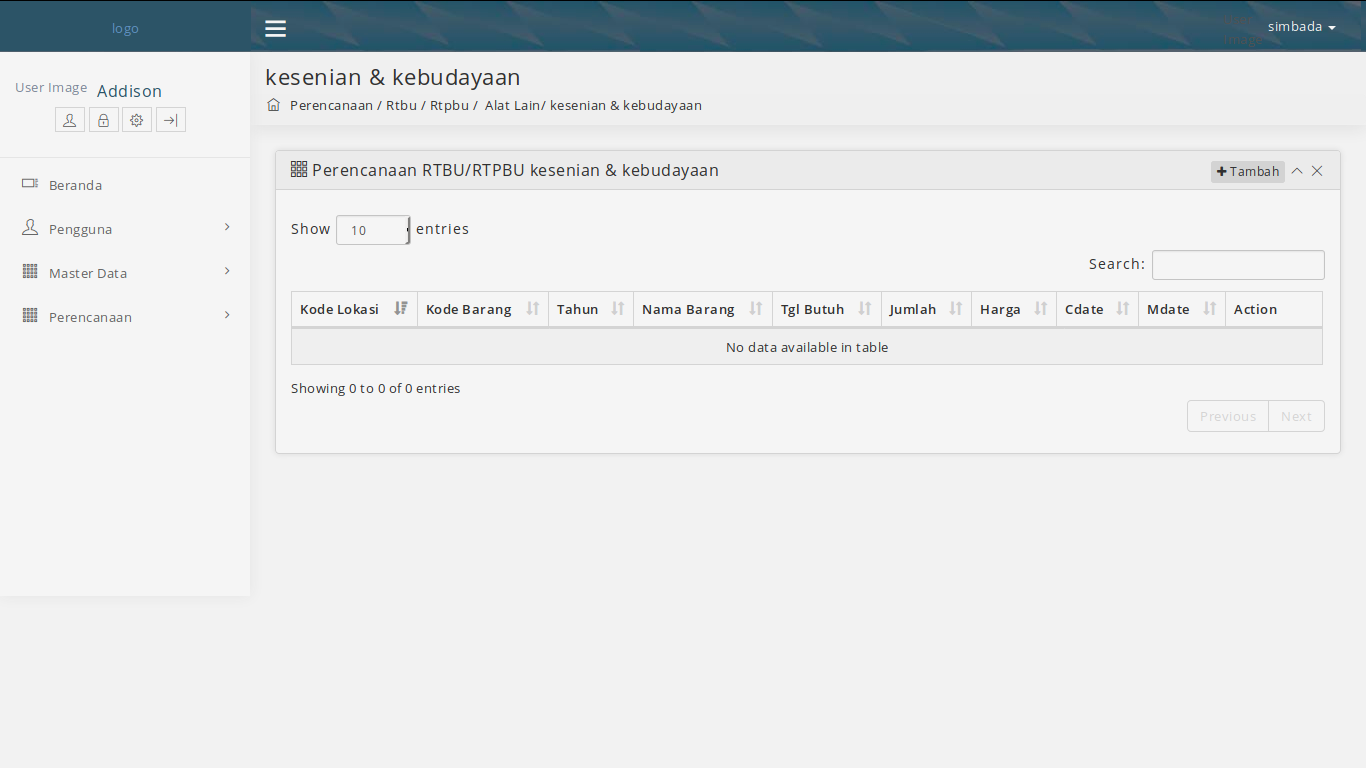 logo
simbada
User Image
Addison
Beranda
Pengguna
Master Data
Perencanaan
kesenian & kebudayaan
Perencanaan / Rtbu / Rtpbu / Alat Lain/ kesenian & kebudayaan
Perencanaan RTBU/RTPBU kesenian & kebudayaan
Tambah
Show 10 entries
Search:
Kode Lokasi Kode Barang Tahun Nama Barang Tgl Butuh Jumlah Harga Cdate Mdate Action
No data available in table
Showing 0 to 0 of 0 entries
Previous Next